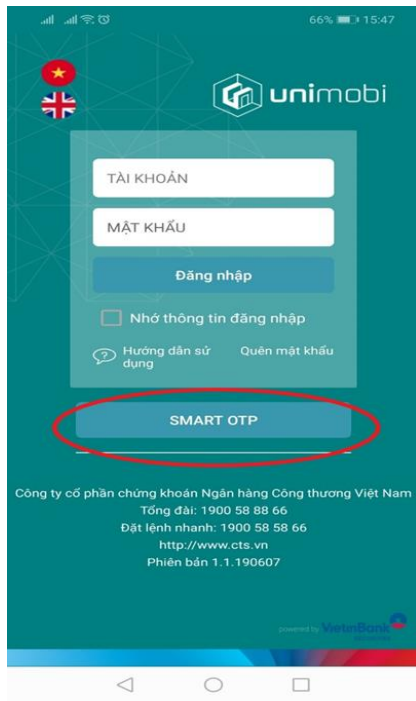 66% 15:47
unimobi
TÀI KHOẢN
MẬT KHẨU
Đăng nhập
Nhớ thông tin đăng nhập
Hướng dẫn sử dụng
Quên mật khẩu
SMART OTP
Công ty cổ phần chứng khoán Ngân hàng Công thương Việt Nam
Tổng đài: 1900 58 88 66
Đặt lệnh nhanh: 1900 58 58 66
http://www.cts.vn
Phiên bản 1.1.190607
powered by VietinBank